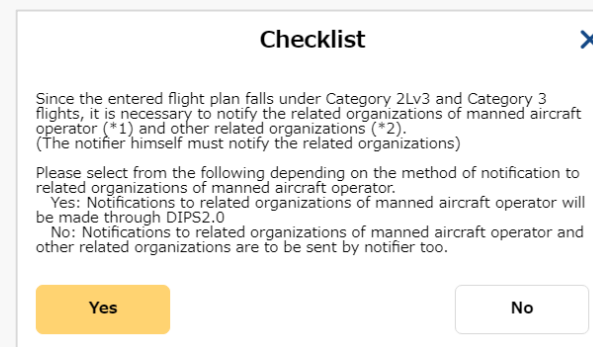 Checklist
Since the entered flight plan falls under Category 2Lv3 and Category 3
flights, it is necessary to notify the related organizations of manned aircraft
operator (*1) and other related organizations (*2).
(The notifier himself must notify the related organizations)
Please select from the following depending on the method of notification to
related organizations of manned aircraft operator.
Yes: Notifications to related organizations of manned aircraft operator will
be made through DIPS2.0
No: Notifications to related organizations of manned aircraft operator and
other related organizations are to be sent by notifier too.
Yes
No